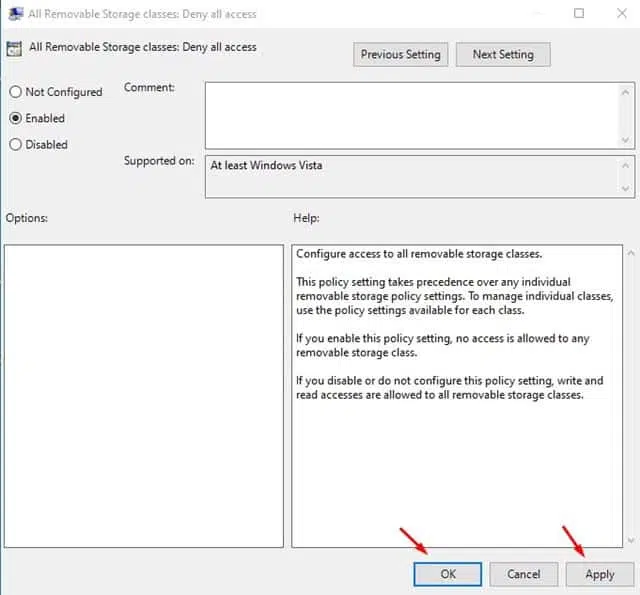 All Removable Storage classes: Deny all access
All Removable Storage classes: Deny all access
Previous Setting
Next Setting
Not Configured
Enabled
Disabled
Comment:
Supported on:
At least Windows Vista
Options:
Help:
Configure access to all removable storage classes.
This policy setting takes precedence over any individual
removable storage policy settings. To manage individual classes,
use the policy settings available for each class.
If you enable this policy setting, no access is allowed to any
removable storage class.
If you disable or do not configure this policy setting, write and
read accesses are allowed to all removable storage classes.
OK
Cancel
Apply